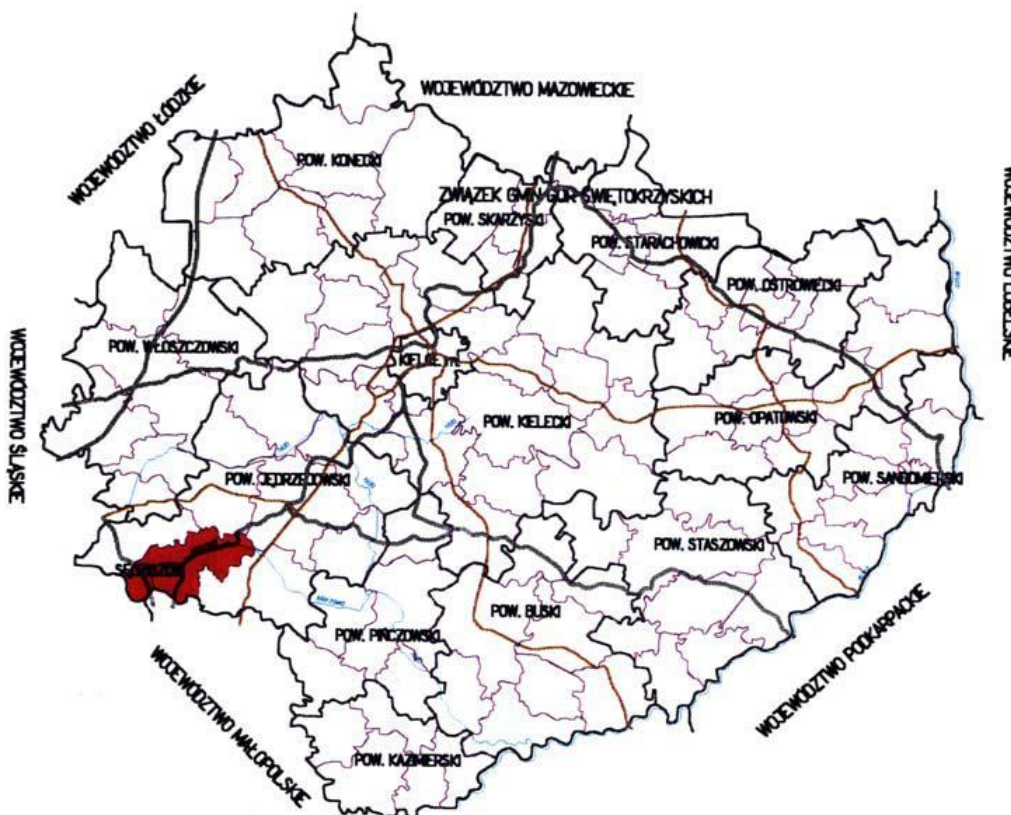 WOJEWÓDZTWO ŁÓDZKIE
WOJEWÓDZTWO MAZOWIECKIE
POW. KONECKI
ZWIĄZEK GMIN GÓR ŚWIĘTOKRZYSKICH
POW. SKARŻYSKI
POW. STARACHOWICKI
POW. OSTROWIECKI
WOJEWÓDZTWO LUBELSKIE
WOJEWÓDZTWO ŚLĄSKIE
POW. WŁOSZCZOWSKI
KIELCE
POW. KIELECKI
POW. OPATOWSKI
POW. JĘDRZEJOWSKI
POW. SANDOMIERSKI
POW. STASZOWSKI
SĘDZISZÓW
POW. BUSKI
POW. PIŃCZOWSKI
WOJEWÓDZTWO PODKARPACKIE
WOJEWÓDZTWO MAŁOPOLSKIE
POW. KAZIMIERSKI